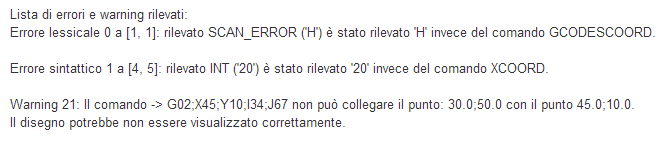 Lista di errori e warning rilevati:
Errore lessicale 0 a [1, 1]: rilevato SCAN_ERROR ('H') è stato rilevato 'H' invece del comando GCODESCOORD.
Errore sintattico 1 a [4, 5]: rilevato INT ('20') è stato rilevato '20' invece del comando XCOORD.
Warning 21: Il comando -> G02;X45;Y10;I34;J67 non può collegare il punto: 30.0;50.0 con il punto 45.0;10.0.
Il disegno potrebbe non essere visualizzato correttamente.